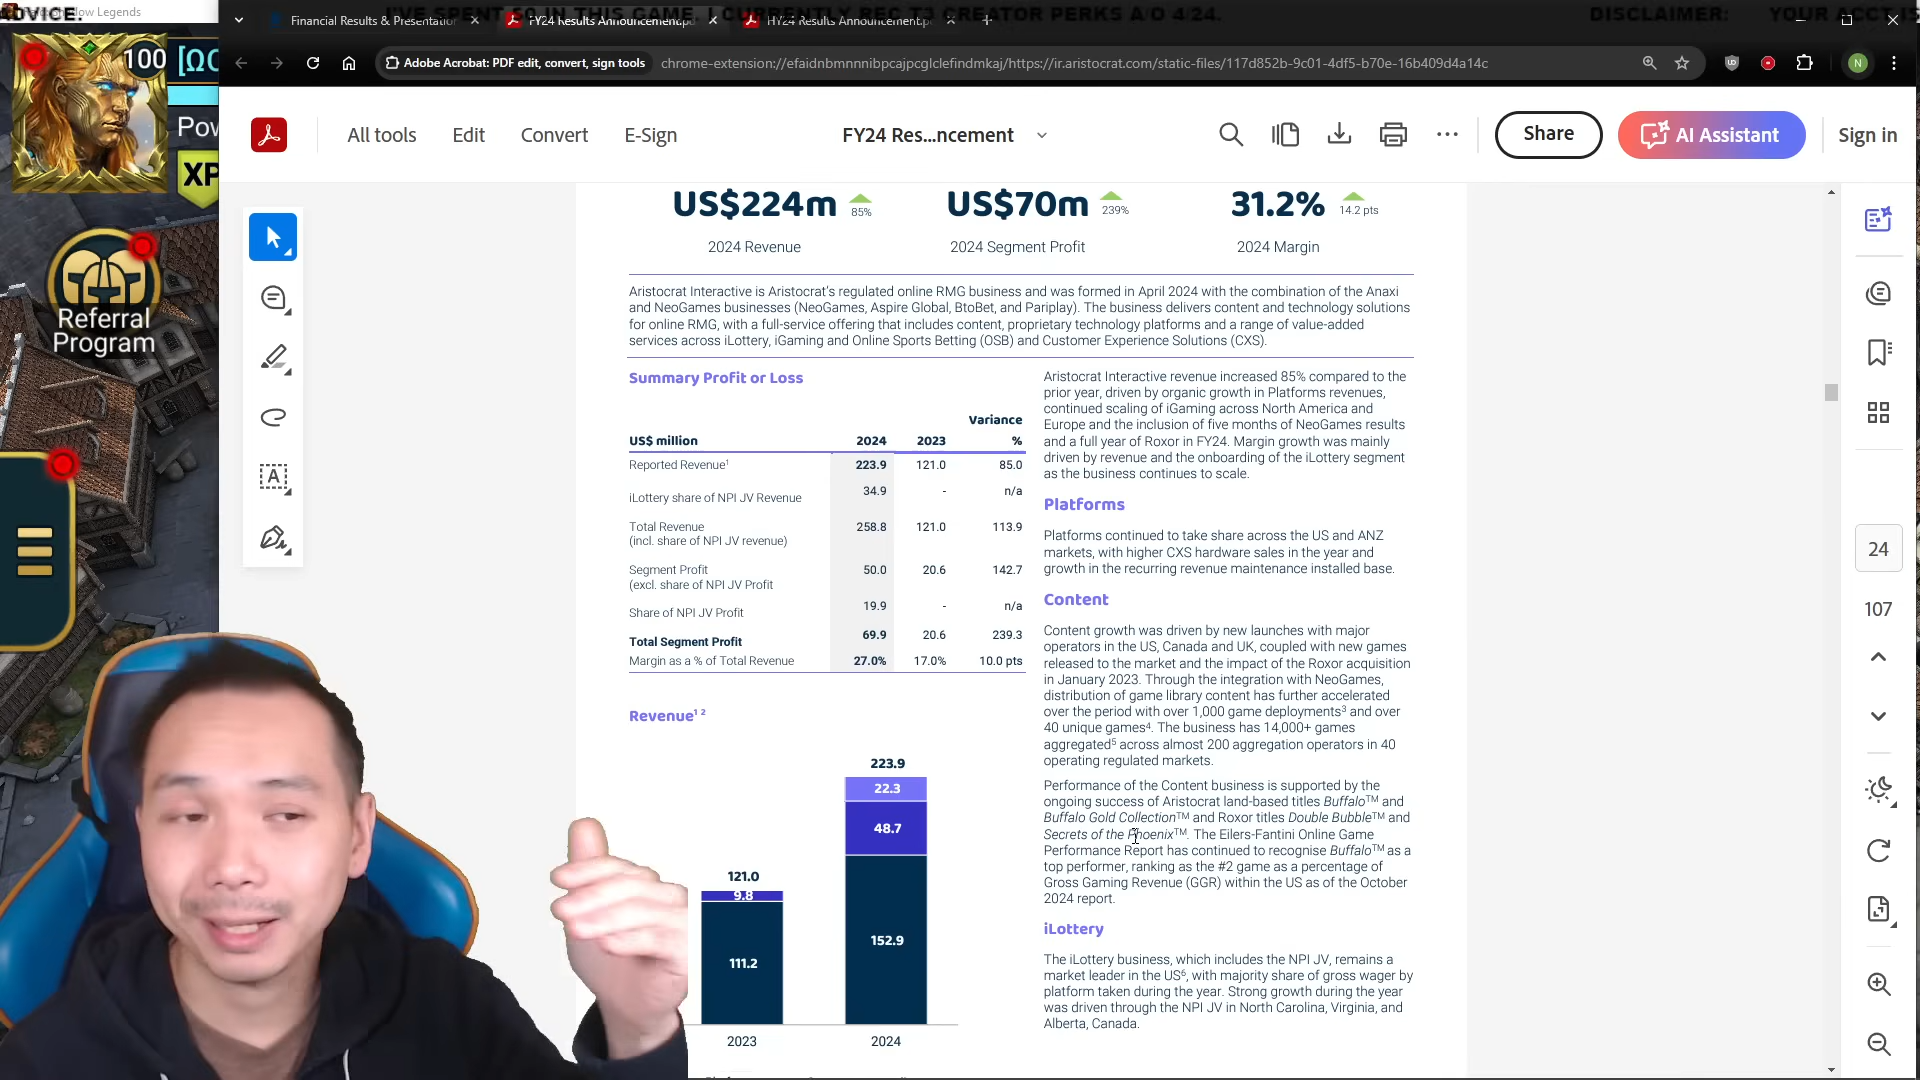 Financial Results & Presentation
FY24 Results Announcement.pdf
HY24 Results Announcement.p
I'VE SPENT $0 IN THIS GAME. I CURRENTLY REC T3 CREATOR PERKS A/O 4/24.
DISCLAIMER: YOUR ACCT IS
Adobe Acrobat: PDF edit, convert, sign tools
chrome-extension://efaidnbmnnnibpcajpcglclefindmkaj/https://ir.aristocrat.com/static-files/117d852b-9c01-4df5-b70e-16b409d4a14c
N
100
[ΩC
Pow
XP
Referral
Program
All tools
Edit
Convert
E-Sign
FY24 Res...ncement
Share
AI Assistant
Sign in
US$224m
85%
2024 Revenue
US$70m
239%
2024 Segment Profit
31.2%
14.2 pts
2024 Margin
Aristocrat Interactive is Aristocrat's regulated online RMG business and was formed in April 2024 with the combination of the Anaxi
and NeoGames businesses (NeoGames, Aspire Global, BtoBet, and Pariplay). The business delivers content and technology solutions
for online RMG, with a full-service offering that includes content, proprietary technology platforms and a range of value-added
services across iLottery, iGaming and Online Sports Betting (OSB) and Customer Experience Solutions (CXS).
Summary Profit or Loss
Variance
US$ million 2024 2023 %
Reported Revenue¹ 223.9 121.0 85.0
iLottery share of NPI JV Revenue 34.9 - n/a
Total Revenue 258.8 121.0 113.9
(incl. share of NPI JV revenue)
Segment Profit 50.0 20.6 142.7
(excl. share of NPI JV Profit
Share of NPI JV Profit 19.9 - n/a
Total Segment Profit 69.9 20.6 239.3
Margin as a % of Total Revenue 27.0% 17.0% 10.0 pts
Revenue¹ ²
223.9
22.3
48.7
152.9
121.0
9.8
111.2
2023
2024
Aristocrat Interactive revenue increased 85% compared to the
prior year, driven by organic growth in Platforms revenues,
continued scaling of iGaming across North America and
Europe and the inclusion of five months of NeoGames results
and a full year of Roxor in FY24. Margin growth was mainly
driven by revenue and the onboarding of the iLottery segment
as the business continues to scale.
Platforms
Platforms continued to take share across the US and ANZ
markets, with higher CXS hardware sales in the year and
growth in the recurring revenue maintenance installed base.
Content
Content growth was driven by new launches with major
operators in the US, Canada and UK, coupled with new games
released to the market and the impact of the Roxor acquisition
in January 2023. Through the integration with NeoGames,
distribution of game library content has further accelerated
over the period with over 1,000 game deployments³ and over
40 unique games⁴. The business has 14,000+ games
aggregated⁵ across almost 200 aggregation operators in 40
operating regulated markets.
Performance of the Content business is supported by the
ongoing success of Aristocrat land-based titles Buffalo™ and
Buffalo Gold Collection™ and Roxor titles Double Bubble™ and
Secrets of the Phoenix™. The Eilers-Fantini Online Game
Performance Report has continued to recognise Buffalo™ as a
top performer, ranking as the #2 game as a percentage of
Gross Gaming Revenue (GGR) within the US as of the October
2024 report.
iLottery
The iLottery business, which includes the NPI JV, remains a
market leader in the US⁶, with majority share of gross wager by
platform taken during the year. Strong growth during the year
was driven through the NPI JV in North Carolina, Virginia, and
Alberta, Canada.
24
107